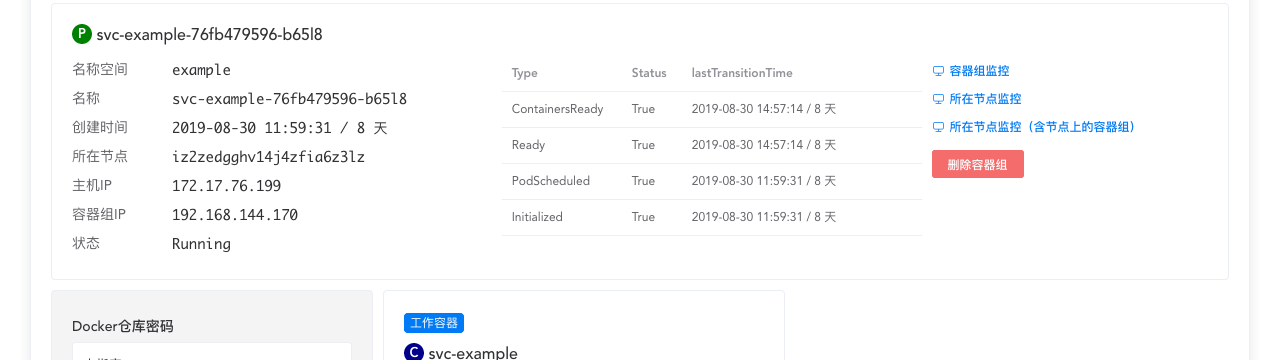 P svc-example-76fb479596-b65l8
名称空间 example
名称 svc-example-76fb479596-b65l8
创建时间 2019-08-30 11:59:31 / 8 天
所在节点 iz2zedgghv14j4zfia6z3lz
主机IP 172.17.76.199
容器组IP 192.168.144.170
状态 Running
Type Status lastTransitionTime
ContainersReady True 2019-08-30 14:57:14 / 8 天
Ready True 2019-08-30 14:57:14 / 8 天
PodScheduled True 2019-08-30 11:59:31 / 8 天
Initialized True 2019-08-30 11:59:31 / 8 天
容器组监控
所在节点监控
所在节点监控（含节点上的容器组）
删除容器组
Docker仓库密码
工作容器
C svc-example